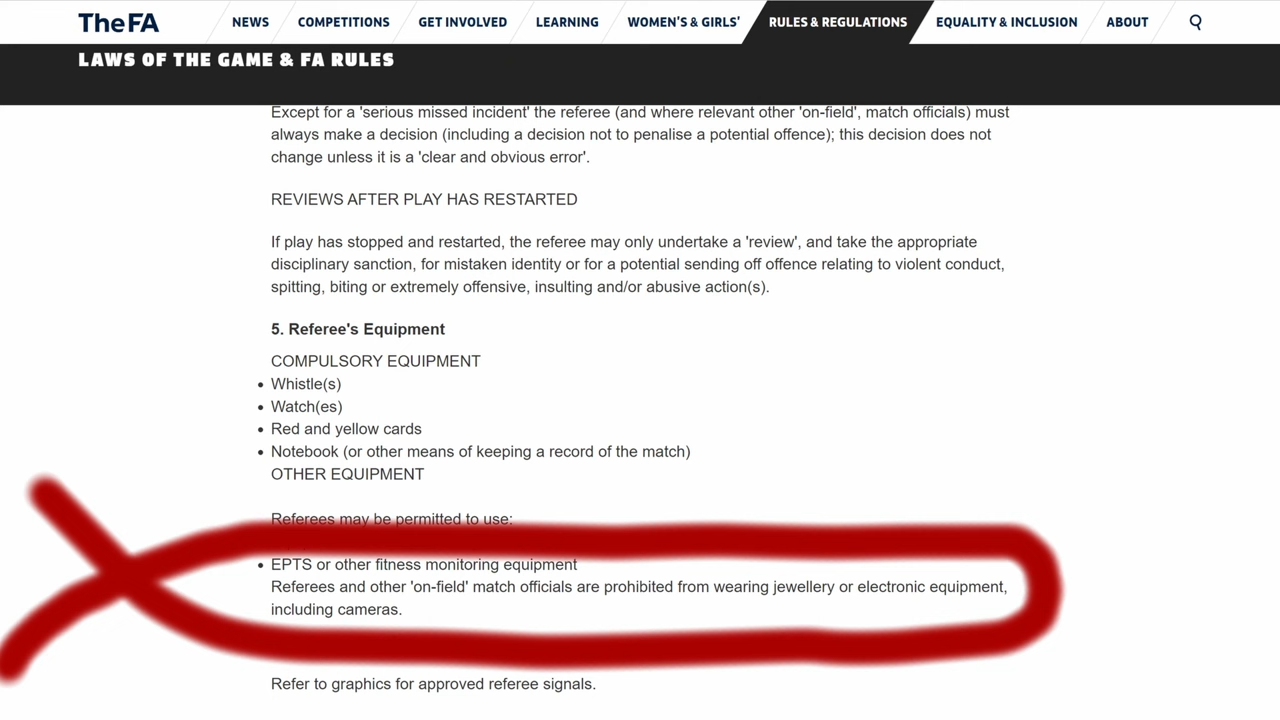 TheFA
NEWS
COMPETITIONS
GET INVOLVED
LEARNING
WOMEN'S & GIRLS'
RULES & REGULATIONS
EQUALITY & INCLUSION
ABOUT
LAWS OF THE GAME & FA RULES
Except for a 'serious missed incident' the referee (and where relevant other 'on-field', match officials) must
always make a decision (including a decision not to penalise a potential offence); this decision does not
change unless it is a 'clear and obvious error'.
REVIEWS AFTER PLAY HAS RESTARTED
If play has stopped and restarted, the referee may only undertake a 'review', and take the appropriate
disciplinary sanction, for mistaken identity or for a potential sending off offence relating to violent conduct,
spitting, biting or extremely offensive, insulting and/or abusive action(s).
5. Referee's Equipment
COMPULSORY EQUIPMENT
• Whistle(s)
• Watch(es)
• Red and yellow cards
• Notebook (or other means of keeping a record of the match)
OTHER EQUIPMENT
Referees may be permitted to use:
• EPTS or other fitness monitoring equipment
Referees and other 'on-field' match officials are prohibited from wearing jewellery or electronic equipment,
including cameras.
Refer to graphics for approved referee signals.